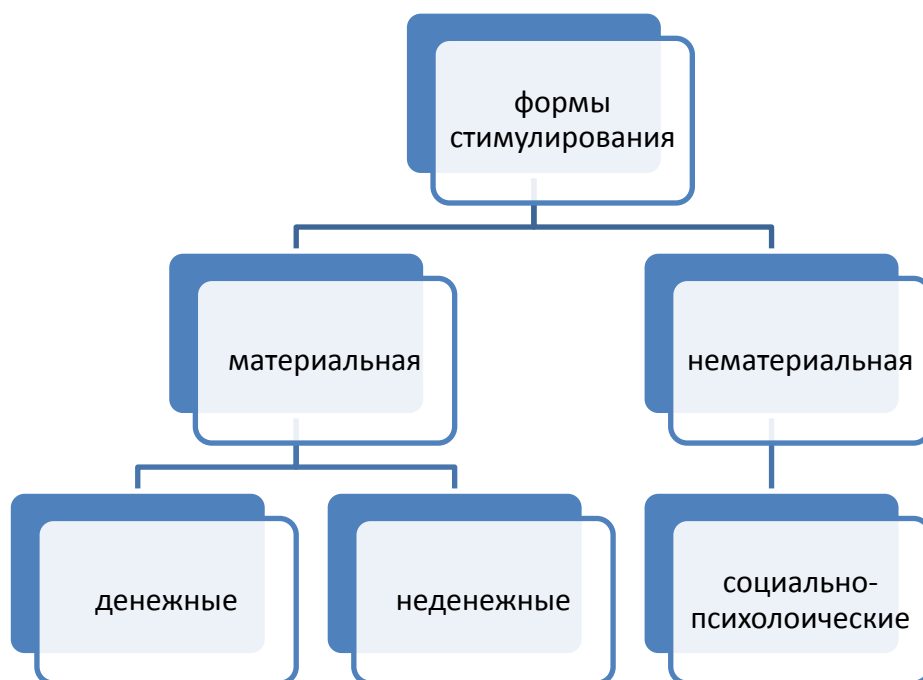 формы
стимулирования
материальная
нематериальная
денежные
неденежные
социально-
психолоические